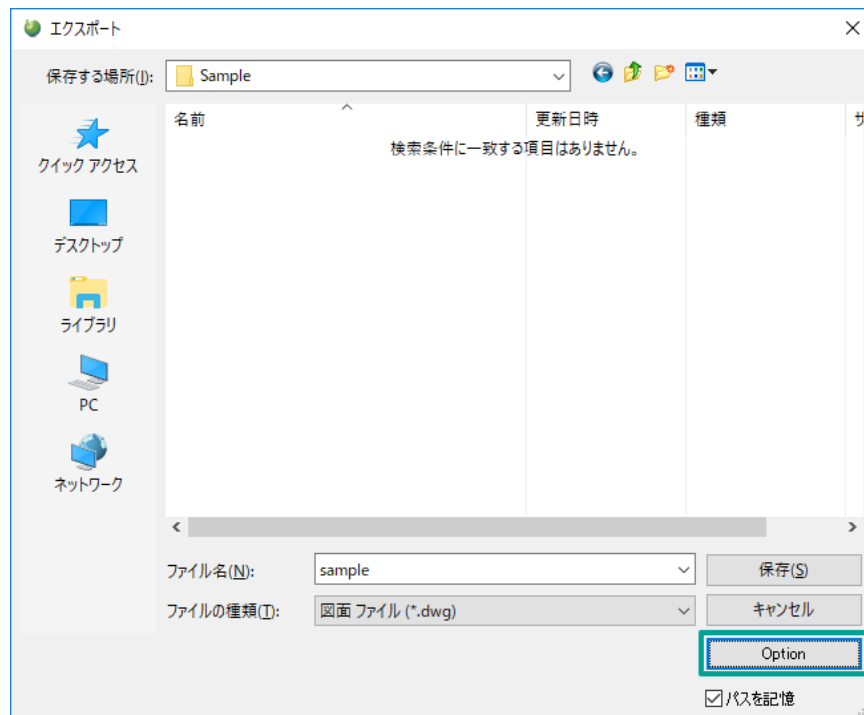 エクスポート
保存する場所(I): Sample
名前 更新日時 種類 サ
検索条件に一致する項目はありません。
クイック アクセス
デスクトップ
ライブラリ
PC
ネットワーク
ファイル名(N): sample 保存(S)
ファイルの種類(T): 図面 ファイル (*.dwg) キャンセル
Option
パスを記憶